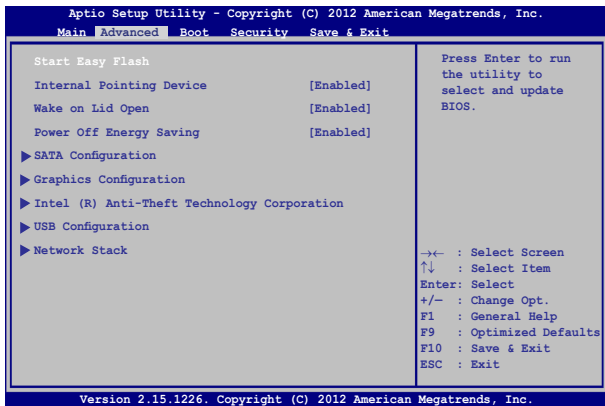 Aptio Setup Utility - Copyright (C) 2012 American Megatrends, Inc.
Main Advanced Boot Security Save & Exit
Start Easy Flash
Internal Pointing Device [Enabled]
Wake on Lid Open [Enabled]
Power Off Energy Saving [Enabled]
SATA Configuration
Graphics Configuration
Intel (R) Anti-Theft Technology Corporation
USB Configuration
Network Stack
Press Enter to run
the utility to
select and update
BIOS.
→← : Select Screen
↑↓ : Select Item
Enter: Select
+/— : Change Opt.
F1 : General Help
F9 : Optimized Defaults
F10 : Save & Exit
ESC : Exit
Version 2.15.1226. Copyright (C) 2012 American Megatrends, Inc.